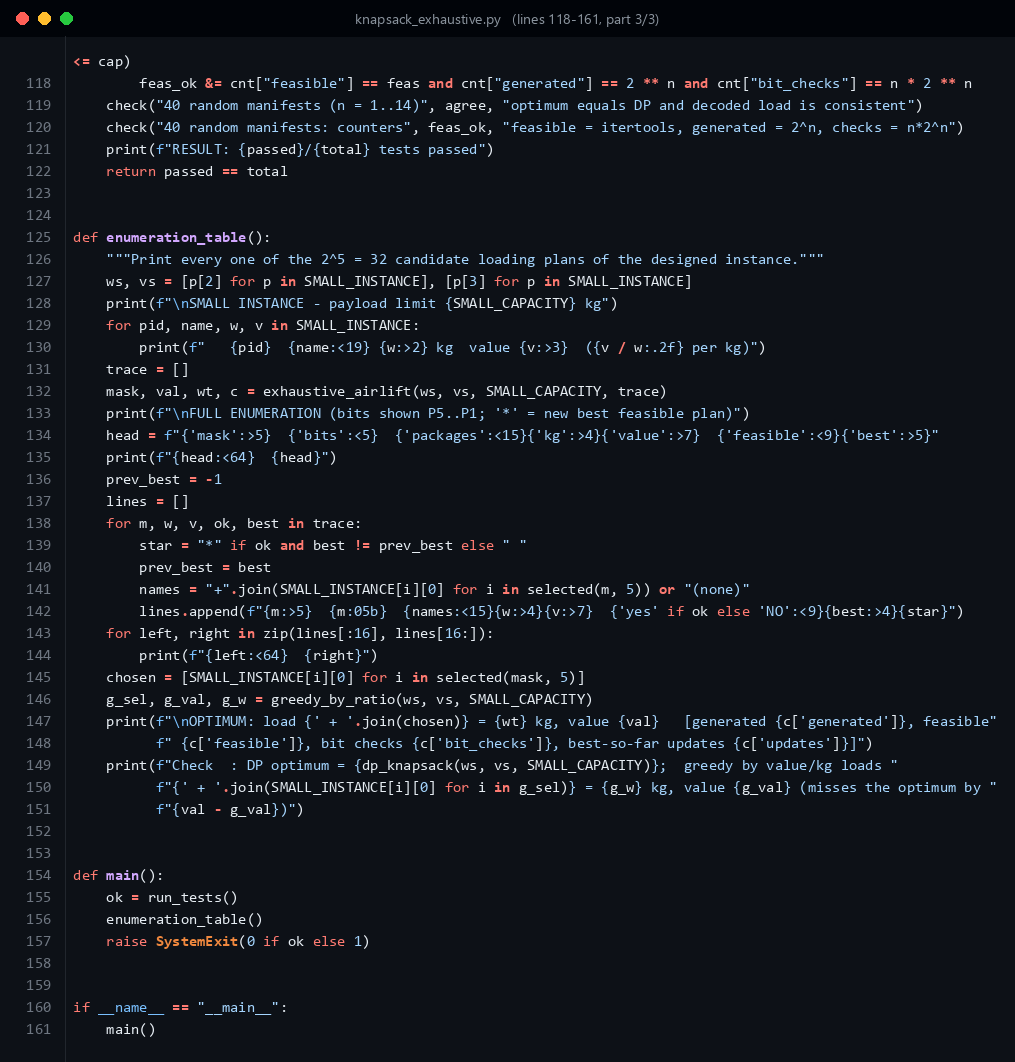 knapsack_exhaustive.py   (lines 118-161, part 3/3)
<= cap)
118         feas_ok &= cnt["feasible"] == feas and cnt["generated"] == 2 ** n and cnt["bit_checks"] == n * 2 ** n
119     check("40 random manifests (n = 1..14)", agree, "optimum equals DP and decoded load is consistent")
120     check("40 random manifests: counters", feas_ok, "feasible = itertools, generated = 2^n, checks = n*2^n")
121     print(f"RESULT: {passed}/{total} tests passed")
122     return passed == total
123
124
125 def enumeration_table():
126     """Print every one of the 2^5 = 32 candidate loading plans of the designed instance."""
127     ws, vs = [p[2] for p in SMALL_INSTANCE], [p[3] for p in SMALL_INSTANCE]
128     print(f"\nSMALL INSTANCE - payload limit {SMALL_CAPACITY} kg")
129     for pid, name, w, v in SMALL_INSTANCE:
130         print(f"   {pid}  {name:<19} {w:>2} kg  value {v:>3}  ({v / w:.2f} per kg)")
131     trace = []
132     mask, val, wt, c = exhaustive_airlift(ws, vs, SMALL_CAPACITY, trace)
133     print(f"\nFULL ENUMERATION (bits shown P5..P1; '*' = new best feasible plan)")
134     head = f"{'mask':>5}  {'bits':<5}  {'packages':<15}{'kg':>4}{'value':>7}  {'feasible':<9}{'best':>5}"
135     print(f"{head:<64}  {head}")
136     prev_best = -1
137     lines = []
138     for m, w, v, ok, best in trace:
139         star = "*" if ok and best != prev_best else " "
140         prev_best = best
141         names = "+".join(SMALL_INSTANCE[i][0] for i in selected(m, 5)) or "(none)"
142         lines.append(f"{m:>5}  {m:05b}  {names:<15}{w:>4}{v:>7}  {'yes' if ok else 'NO':<9}{best:>4}{star}")
143     for left, right in zip(lines[:16], lines[16:]):
144         print(f"{left:<64}  {right}")
145     chosen = [SMALL_INSTANCE[i][0] for i in selected(mask, 5)]
146     g_sel, g_val, g_w = greedy_by_ratio(ws, vs, SMALL_CAPACITY)
147     print(f"\nOPTIMUM: load {' + '.join(chosen)} = {wt} kg, value {val}   [generated {c['generated']}, feasible"
148           f" {c['feasible']}, bit checks {c['bit_checks']}, best-so-far updates {c['updates']}]")
149     print(f"Check  : DP optimum = {dp_knapsack(ws, vs, SMALL_CAPACITY)};  greedy by value/kg loads "
150           f"{' + '.join(SMALL_INSTANCE[i][0] for i in g_sel)} = {g_w} kg, value {g_val} (misses the optimum by "
151           f"{val - g_val})")
152
153
154 def main():
155     ok = run_tests()
156     enumeration_table()
157     raise SystemExit(0 if ok else 1)
158
159
160 if __name__ == "__main__":
161     main()